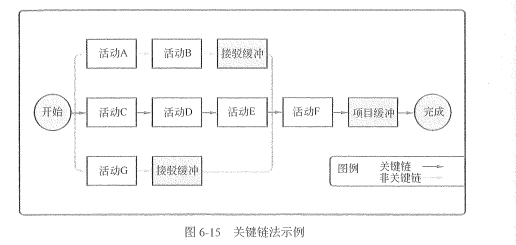 活动A 活动B 接驳缓冲
开始 活动C 活动D 活动E 活动F 项目缓冲 完成
活动G 接驳缓冲
图例 关键链
非关键链
图 6-15 关键链法示例